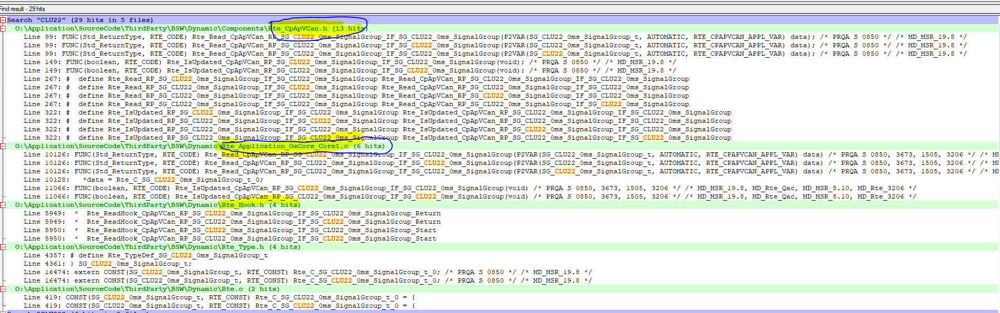 Find result - 29 hits
Search "CLU22" (29 hits in 5 files)
O:\Application\SourceCode\ThirdParty\BSW\Dynamic\Components\Rte_CpApVCan.h (13 hits)
Line 99: FUNC(Std_ReturnType, RTE_CODE) Rte_Read_CpApVCan_RP_SG_CLU22_0ms_SignalGroup_IF_SG_CLU22_0ms_SignalGroup(P2VAR(SG_CLU22_0ms_SignalGroup_t, AUTOMATIC, RTE_CPAPVCAN_APPL_VAR) data); /* PRQA S 0850 */ /* MD_MSR_19.8 */
Line 99: FUNC(Std_ReturnType, RTE_CODE) Rte_Read_CpApVCan_RP_SG_CLU22_0ms_SignalGroup_IF_SG_CLU22_0ms_SignalGroup(P2VAR(SG_CLU22_0ms_SignalGroup_t, AUTOMATIC, RTE_CPAPVCAN_APPL_VAR) data); /* PRQA S 0850 */ /* MD_MSR_19.8 */
Line 99: FUNC(Std_ReturnType, RTE_CODE) Rte_Read_CpApVCan_RP_SG_CLU22_0ms_SignalGroup_IF_SG_CLU22_0ms_SignalGroup(P2VAR(SG_CLU22_0ms_SignalGroup_t, AUTOMATIC, RTE_CPAPVCAN_APPL_VAR) data); /* PRQA S 0850 */ /* MD_MSR_19.8 */
Line 149: FUNC(boolean, RTE_CODE) Rte_IsUpdated_CpApVCan_RP_SG_CLU22_0ms_SignalGroup_IF_SG_CLU22_0ms_SignalGroup(void); /* PRQA S 0850 */ /* MD_MSR_19.8 */
Line 149: FUNC(boolean, RTE_CODE) Rte_IsUpdated_CpApVCan_RP_SG_CLU22_0ms_SignalGroup_IF_SG_CLU22_0ms_SignalGroup(void); /* PRQA S 0850 */ /* MD_MSR_19.8 */
Line 267: #  define Rte_Read_RP_SG_CLU22_0ms_SignalGroup_IF_SG_CLU22_0ms_SignalGroup Rte_Read_CpApVCan_RP_SG_CLU22_0ms_SignalGroup_IF_SG_CLU22_0ms_SignalGroup
Line 267: #  define Rte_Read_RP_SG_CLU22_0ms_SignalGroup_IF_SG_CLU22_0ms_SignalGroup Rte_Read_CpApVCan_RP_SG_CLU22_0ms_SignalGroup_IF_SG_CLU22_0ms_SignalGroup
Line 267: #  define Rte_Read_RP_SG_CLU22_0ms_SignalGroup_IF_SG_CLU22_0ms_SignalGroup Rte_Read_CpApVCan_RP_SG_CLU22_0ms_SignalGroup_IF_SG_CLU22_0ms_SignalGroup
Line 267: #  define Rte_Read_RP_SG_CLU22_0ms_SignalGroup_IF_SG_CLU22_0ms_SignalGroup Rte_Read_CpApVCan_RP_SG_CLU22_0ms_SignalGroup_IF_SG_CLU22_0ms_SignalGroup
Line 322: #  define Rte_IsUpdated_RP_SG_CLU22_0ms_SignalGroup_IF_SG_CLU22_0ms_SignalGroup Rte_IsUpdated_CpApVCan_RP_SG_CLU22_0ms_SignalGroup_IF_SG_CLU22_0ms_SignalGroup
Line 322: #  define Rte_IsUpdated_RP_SG_CLU22_0ms_SignalGroup_IF_SG_CLU22_0ms_SignalGroup Rte_IsUpdated_CpApVCan_RP_SG_CLU22_0ms_SignalGroup_IF_SG_CLU22_0ms_SignalGroup
Line 322: #  define Rte_IsUpdated_RP_SG_CLU22_0ms_SignalGroup_IF_SG_CLU22_0ms_SignalGroup Rte_IsUpdated_CpApVCan_RP_SG_CLU22_0ms_SignalGroup_IF_SG_CLU22_0ms_SignalGroup
Line 322: #  define Rte_IsUpdated_RP_SG_CLU22_0ms_SignalGroup_IF_SG_CLU22_0ms_SignalGroup Rte_IsUpdated_CpApVCan_RP_SG_CLU22_0ms_SignalGroup_IF_SG_CLU22_0ms_SignalGroup
O:\Application\SourceCode\ThirdParty\BSW\Dynamic\Rte_Application_OsCore_Core1.c (6 hits)
Line 10126: FUNC(Std_ReturnType, RTE_CODE) Rte_Read_CpApVCan_RP_SG_CLU22_0ms_SignalGroup_IF_SG_CLU22_0ms_SignalGroup(P2VAR(SG_CLU22_0ms_SignalGroup_t, AUTOMATIC, RTE_CPAPVCAN_APPL_VAR) data) /* PRQA S 0850, 3673, 1505, 3206 */ /* MI
Line 10126: FUNC(Std_ReturnType, RTE_CODE) Rte_Read_CpApVCan_RP_SG_CLU22_0ms_SignalGroup_IF_SG_CLU22_0ms_SignalGroup(P2VAR(SG_CLU22_0ms_SignalGroup_t, AUTOMATIC, RTE_CPAPVCAN_APPL_VAR) data) /* PRQA S 0850, 3673, 1505, 3206 */ /* MI
Line 10126: FUNC(Std_ReturnType, RTE_CODE) Rte_Read_CpApVCan_RP_SG_CLU22_0ms_SignalGroup_IF_SG_CLU22_0ms_SignalGroup(P2VAR(SG_CLU22_0ms_SignalGroup_t, AUTOMATIC, RTE_CPAPVCAN_APPL_VAR) data) /* PRQA S 0850, 3673, 1505, 3206 */ /* MI
Line 10128:   *data = Rte_C_SG_CLU22_0ms_SignalGroup_t_0;
Line 11066: FUNC(boolean, RTE_CODE) Rte_IsUpdated_CpApVCan_RP_SG_CLU22_0ms_SignalGroup_IF_SG_CLU22_0ms_SignalGroup(void) /* PRQA S 0850, 3673, 1505, 3206 */ /* MD_MSR_19.8, MD_Rte_Qac, MD_MSR_8.10, MD_Rte_3206 */
Line 11066: FUNC(boolean, RTE_CODE) Rte_IsUpdated_CpApVCan_RP_SG_CLU22_0ms_SignalGroup_IF_SG_CLU22_0ms_SignalGroup(void) /* PRQA S 0850, 3673, 1505, 3206 */ /* MD_MSR_19.8, MD_Rte_Qac, MD_MSR_8.10, MD_Rte_3206 */
O:\Application\SourceCode\ThirdParty\BSW\Dynamic\Rte_Hook.h (4 hits)
Line 5949:  *  Rte_ReadHook_CpApVCan_RP_SG_CLU22_0ms_SignalGroup_IF_SG_CLU22_0ms_SignalGroup_Return
Line 5949:  *  Rte_ReadHook_CpApVCan_RP_SG_CLU22_0ms_SignalGroup_IF_SG_CLU22_0ms_SignalGroup_Return
Line 5950:  *  Rte_ReadHook_CpApVCan_RP_SG_CLU22_0ms_SignalGroup_IF_SG_CLU22_0ms_SignalGroup_Start
Line 5950:  *  Rte_ReadHook_CpApVCan_RP_SG_CLU22_0ms_SignalGroup_IF_SG_CLU22_0ms_SignalGroup_Start
O:\Application\SourceCode\ThirdParty\BSW\Dynamic\Rte_Type.h (4 hits)
Line 4357: # define Rte_TypeDef_SG_CLU22_0ms_SignalGroup_t
Line 4361: } SG_CLU22_0ms_SignalGroup_t;
Line 16474: extern CONST(SG_CLU22_0ms_SignalGroup_t, RTE_CONST) Rte_C_SG_CLU22_0ms_SignalGroup_t_0; /* PRQA S 0850 */ /* MD_MSR_19.8 */
Line 16474: extern CONST(SG_CLU22_0ms_SignalGroup_t, RTE_CONST) Rte_C_SG_CLU22_0ms_SignalGroup_t_0; /* PRQA S 0850 */ /* MD_MSR_19.8 */
O:\Application\SourceCode\ThirdParty\BSW\Dynamic\Rte.c (2 hits)
Line 419: CONST(SG_CLU22_0ms_SignalGroup_t, RTE_CONST) Rte_C_SG_CLU22_0ms_SignalGroup_t_0 = {
Line 419: CONST(SG_CLU22_0ms_SignalGroup_t, RTE_CONST) Rte_C_SG_CLU22_0ms_SignalGroup_t_0 = {